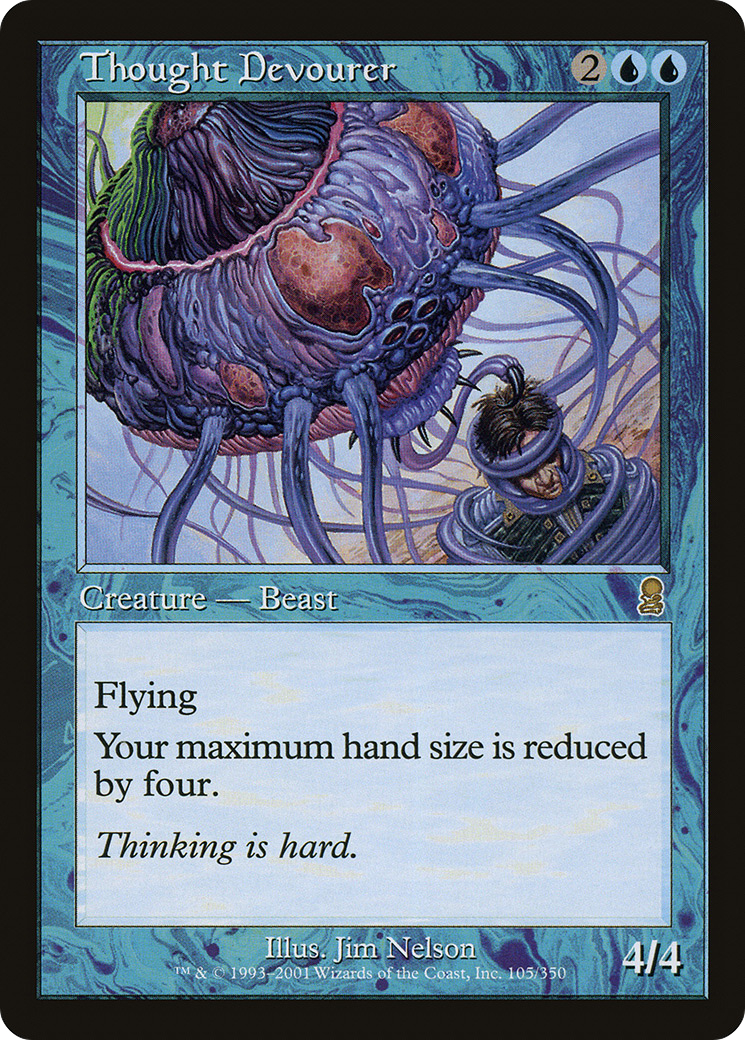 Thought Devourer 2
Creature — Beast
Flying
Your maximum hand size is reduced
by four.
Thinking is hard.
Illus. Jim Nelson
™ & © 1993–2001 Wizards of the Coast, Inc. 105/350
4/4